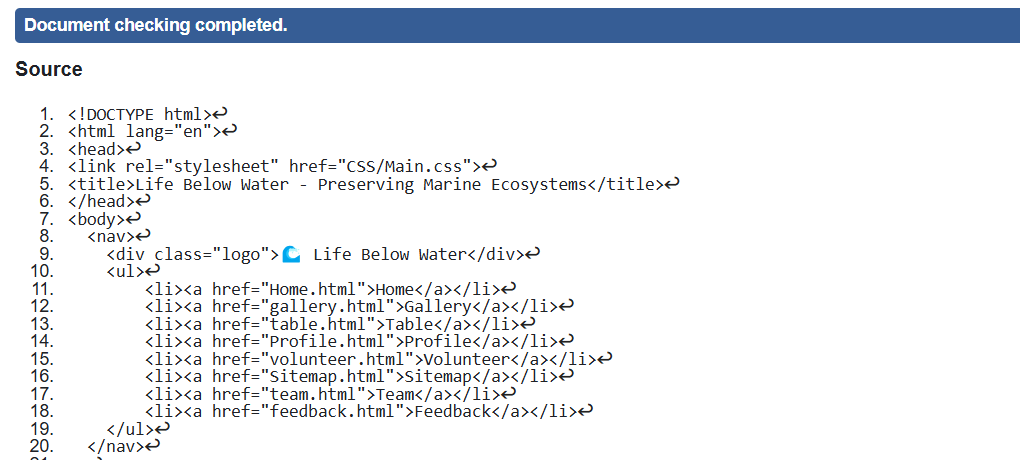 Document checking completed.
Source
1. <!DOCTYPE html>↩
2. <html lang="en">↩
3. <head>↩
4. <link rel="stylesheet" href="CSS/Main.css">↩
5. <title>Life Below Water - Preserving Marine Ecosystems</title>↩
6. </head>↩
7. <body>↩
8. <nav>↩
9. <div class="logo">🌊 Life Below Water</div>↩
10. <ul>↩
11. <li><a href="Home.html">Home</a></li>↩
12. <li><a href="gallery.html">Gallery</a></li>↩
13. <li><a href="table.html">Table</a></li>↩
14. <li><a href="Profile.html">Profile</a></li>↩
15. <li><a href="volunteer.html">Volunteer</a></li>↩
16. <li><a href="Sitemap.html">Sitemap</a></li>↩
17. <li><a href="team.html">Team</a></li>↩
18. <li><a href="feedback.html">Feedback</a></li>↩
19. </ul>↩
20. </nav>↩